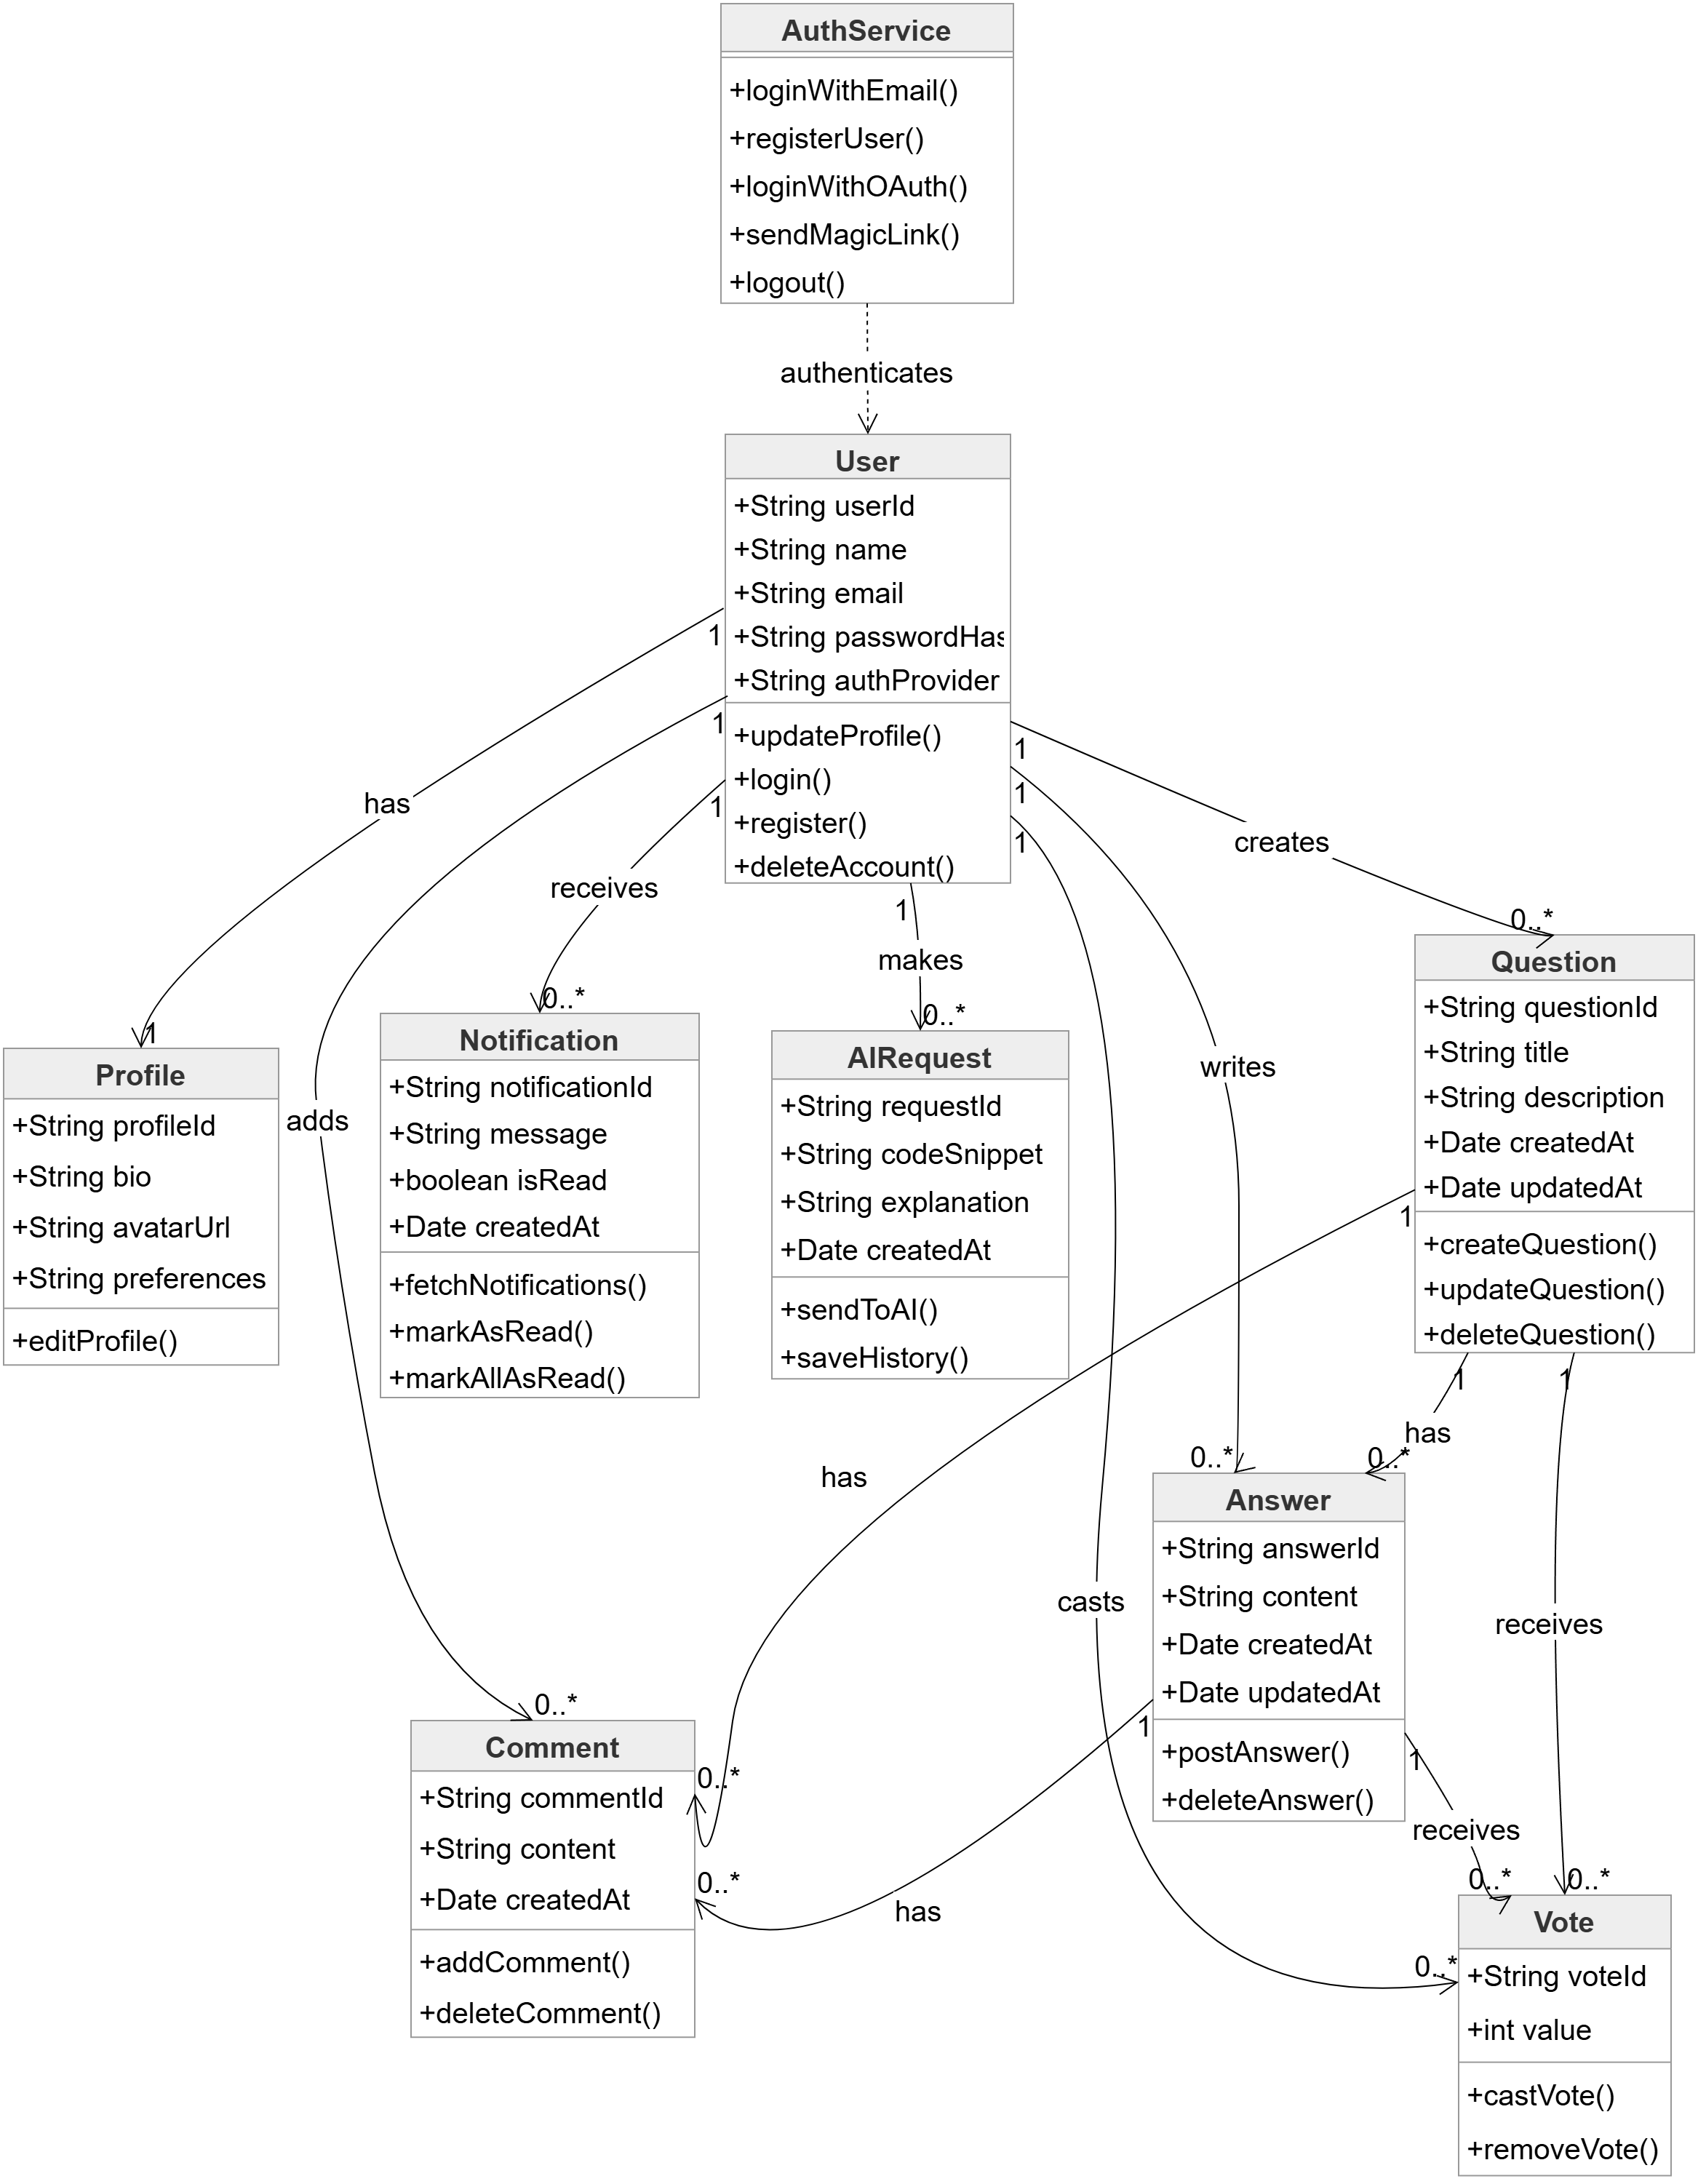 AuthService
+loginWithEmail()
+registerUser()
+loginWithOAuth()
+sendMagicLink()
+logout()
authenticates
User
+String userId
+String name
+String email
+String passwordHas
+String authProvider
+updateProfile()
+login()
+register()
+deleteAccount()
1
1
1
1
1
1
1
has
adds
receives
makes
writes
casts
creates
1
0..*
0..*
0..*
Profile
+String profileId
+String bio
+String avatarUrl
+String preferences
+editProfile()
Notification
+String notificationId
+String message
+boolean isRead
+Date createdAt
+fetchNotifications()
+markAsRead()
+markAllAsRead()
AIRequest
+String requestId
+String codeSnippet
+String explanation
+Date createdAt
+sendToAI()
+saveHistory()
Question
+String questionId
+String title
+String description
+Date createdAt
+Date updatedAt
+createQuestion()
+updateQuestion()
+deleteQuestion()
1
1
1
has
has
receives
0..*
0..*
Answer
+String answerId
+String content
+Date createdAt
+Date updatedAt
+postAnswer()
+deleteAnswer()
1
1
has
receives
0..*
0..*
0..*
Comment
+String commentId
+String content
+Date createdAt
+addComment()
+deleteComment()
0..*
0..*
0..*
Vote
+String voteId
+int value
+castVote()
+removeVote()